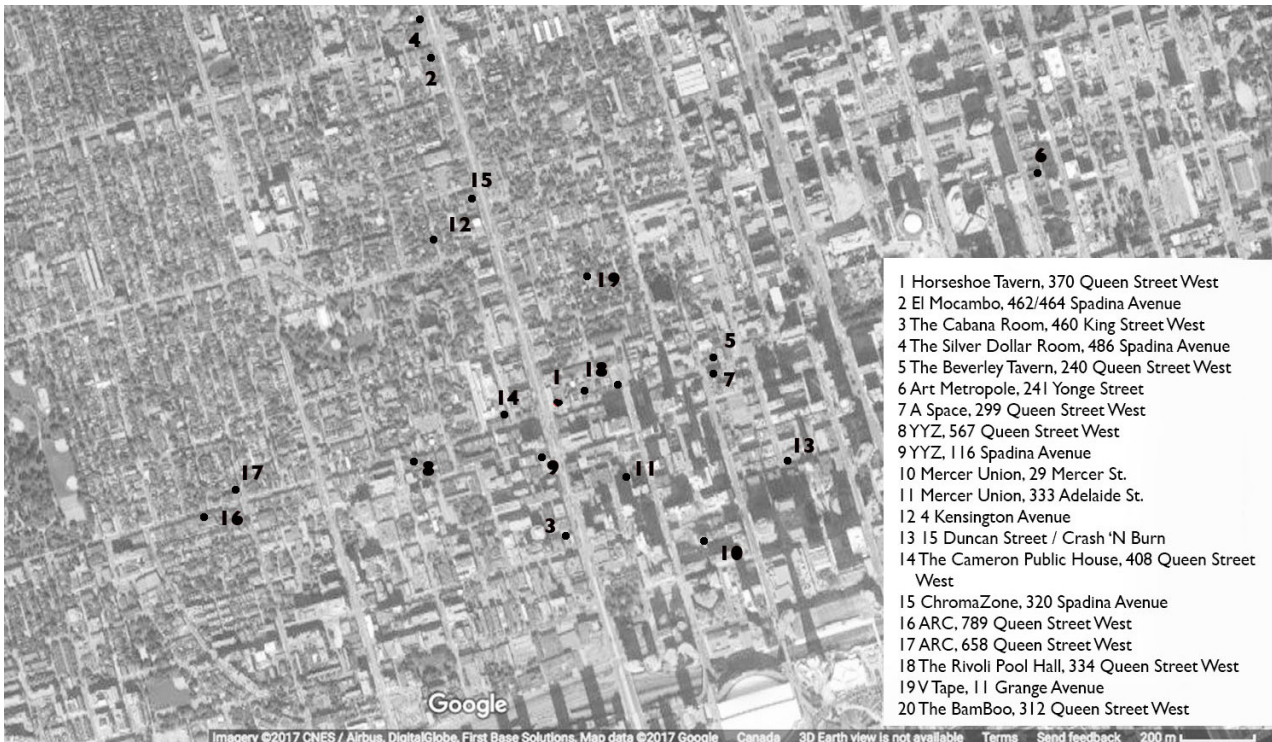 4
2
15
6
12
19
5
1
18
7
14
13
8
9
11
17
16
3
10
1 Horseshoe Tavern, 370 Queen Street West
2 El Mocambo, 462/464 Spadina Avenue
3 The Cabana Room, 460 King Street West
4 The Silver Dollar Room, 486 Spadina Avenue
5 The Beverley Tavern, 240 Queen Street West
6 Art Metropole, 241 Yonge Street
7 A Space, 299 Queen Street West
8 YYZ, 567 Queen Street West
9 YYZ, 116 Spadina Avenue
10 Mercer Union, 29 Mercer St.
11 Mercer Union, 333 Adelaide St.
12 4 Kensington Avenue
13 15 Duncan Street / Crash ‘N Burn
14 The Cameron Public House, 408 Queen Street
West
15 ChromaZone, 320 Spadina Avenue
16 ARC, 789 Queen Street West
17 ARC, 658 Queen Street West
18 The Rivoli Pool Hall, 334 Queen Street West
19 V Tape, 11 Grange Avenue
20 The BamBoo, 312 Queen Street West
Google
Imagery ©2017 CNES / Airbus, DigitalGlobe, First Base Solutions, Map data ©2017 Google Canada 3D Earth view is not available Terms Send feedback 200 m